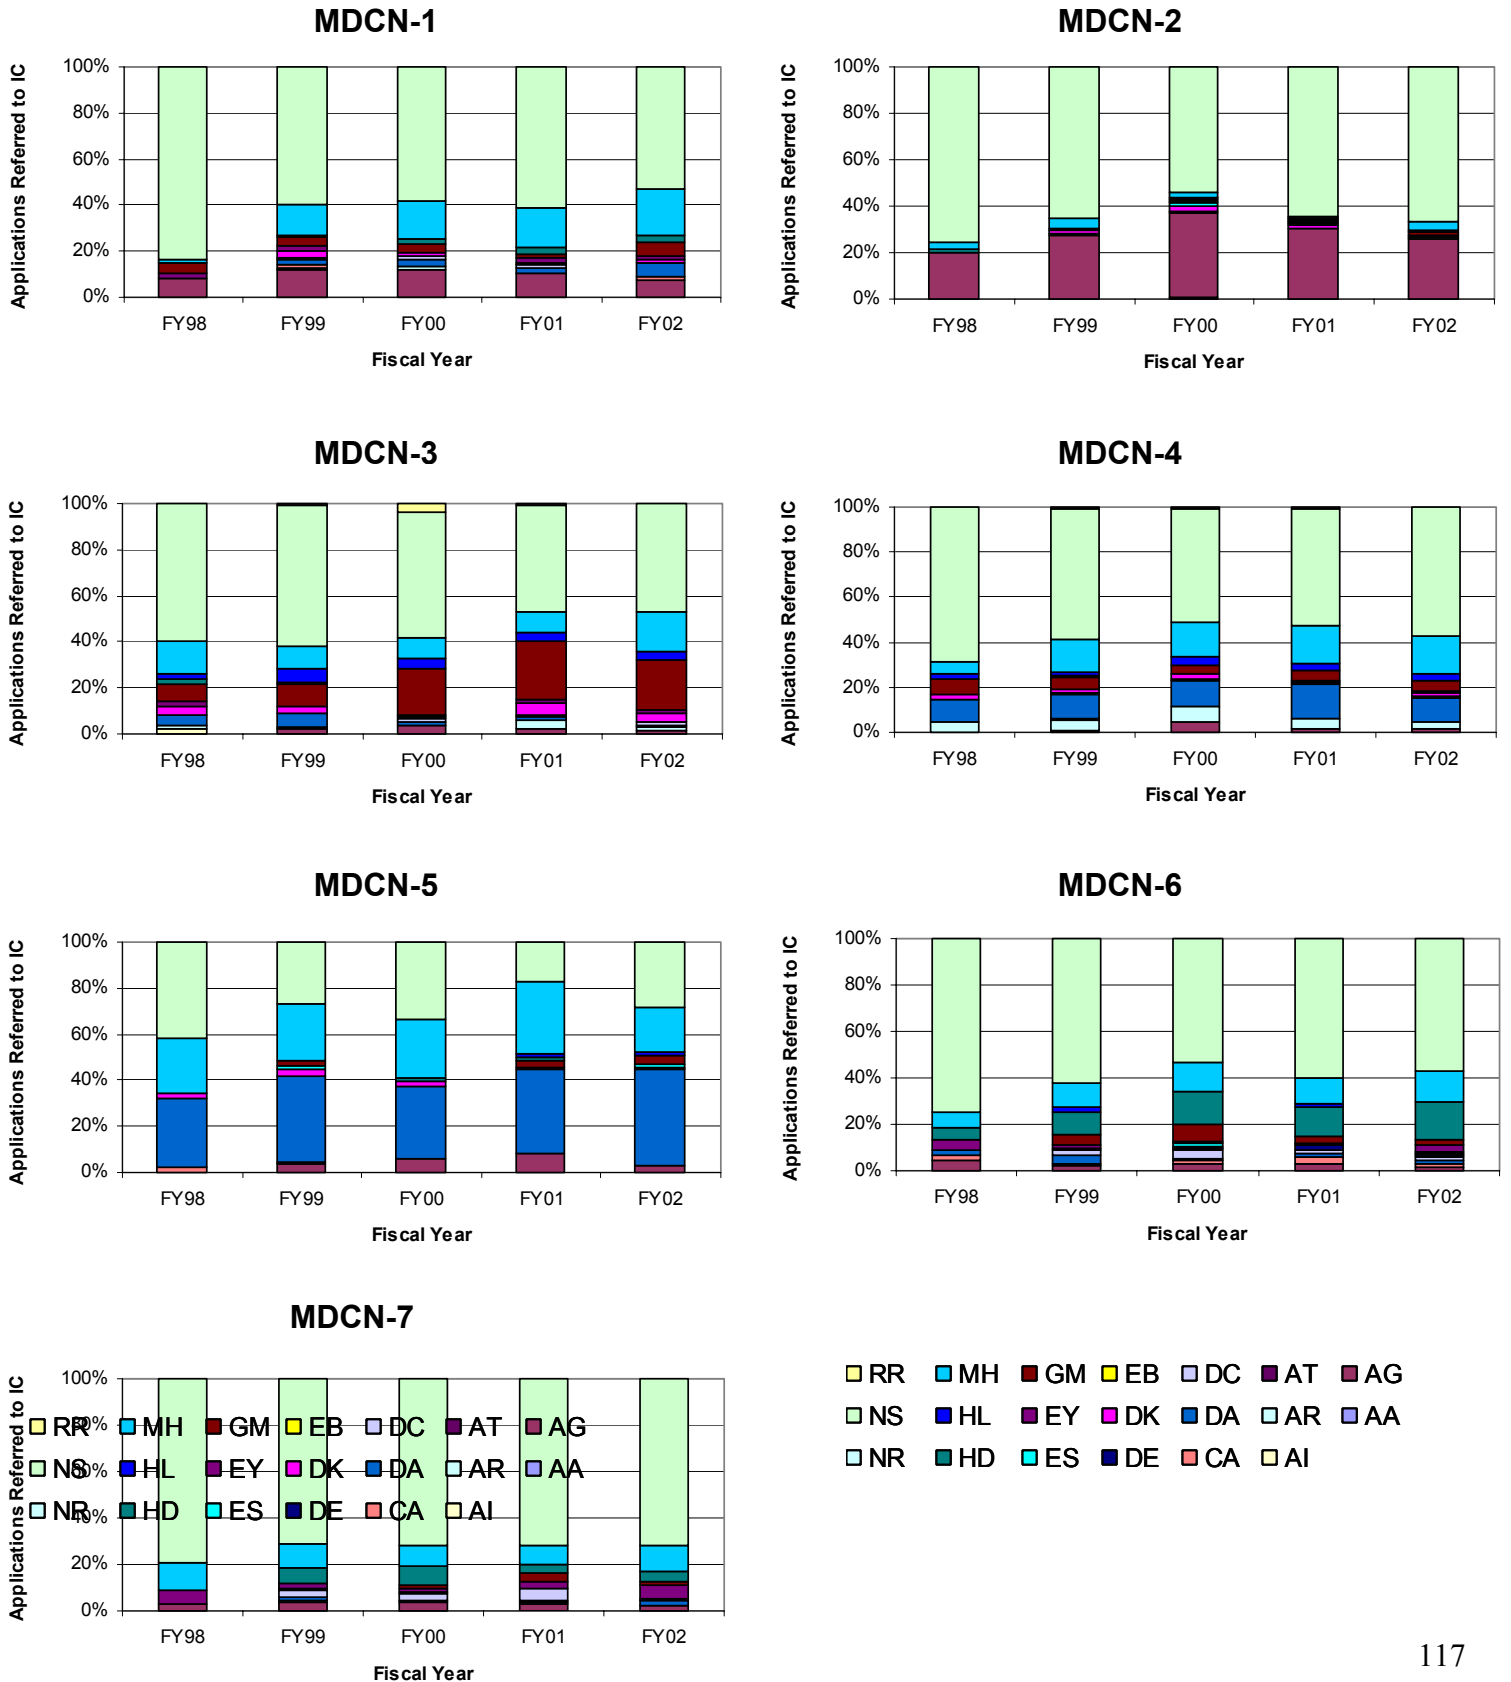 MDCN-1
Applications Referred to IC
100%
80%
60%
40%
20%
0%
FY98 FY99 FY00 FY01 FY02
Fiscal Year
MDCN-2
Applications Referred to IC
100%
80%
60%
40%
20%
0%
FY98 FY99 FY00 FY01 FY02
Fiscal Year
MDCN-3
Applications Referred to IC
100%
80%
60%
40%
20%
0%
FY98 FY99 FY00 FY01 FY02
Fiscal Year
MDCN-4
Applications Referred to IC
100%
80%
60%
40%
20%
0%
FY98 FY99 FY00 FY01 FY02
Fiscal Year
MDCN-5
Applications Referred to IC
100%
80%
60%
40%
20%
0%
FY98 FY99 FY00 FY01 FY02
Fiscal Year
MDCN-6
Applications Referred to IC
100%
80%
60%
40%
20%
0%
FY98 FY99 FY00 FY01 FY02
Fiscal Year
MDCN-7
Applications Referred to IC
100%
80%
60%
40%
20%
0%
RR MH GM EB DC AT AG
NS HL EY DK DA AR AA
NR HD ES DE CA AI
FY98 FY99 FY00 FY01 FY02
Fiscal Year
RR MH GM EB DC AT AG
NS HL EY DK DA AR AA
NR HD ES DE CA AI
117